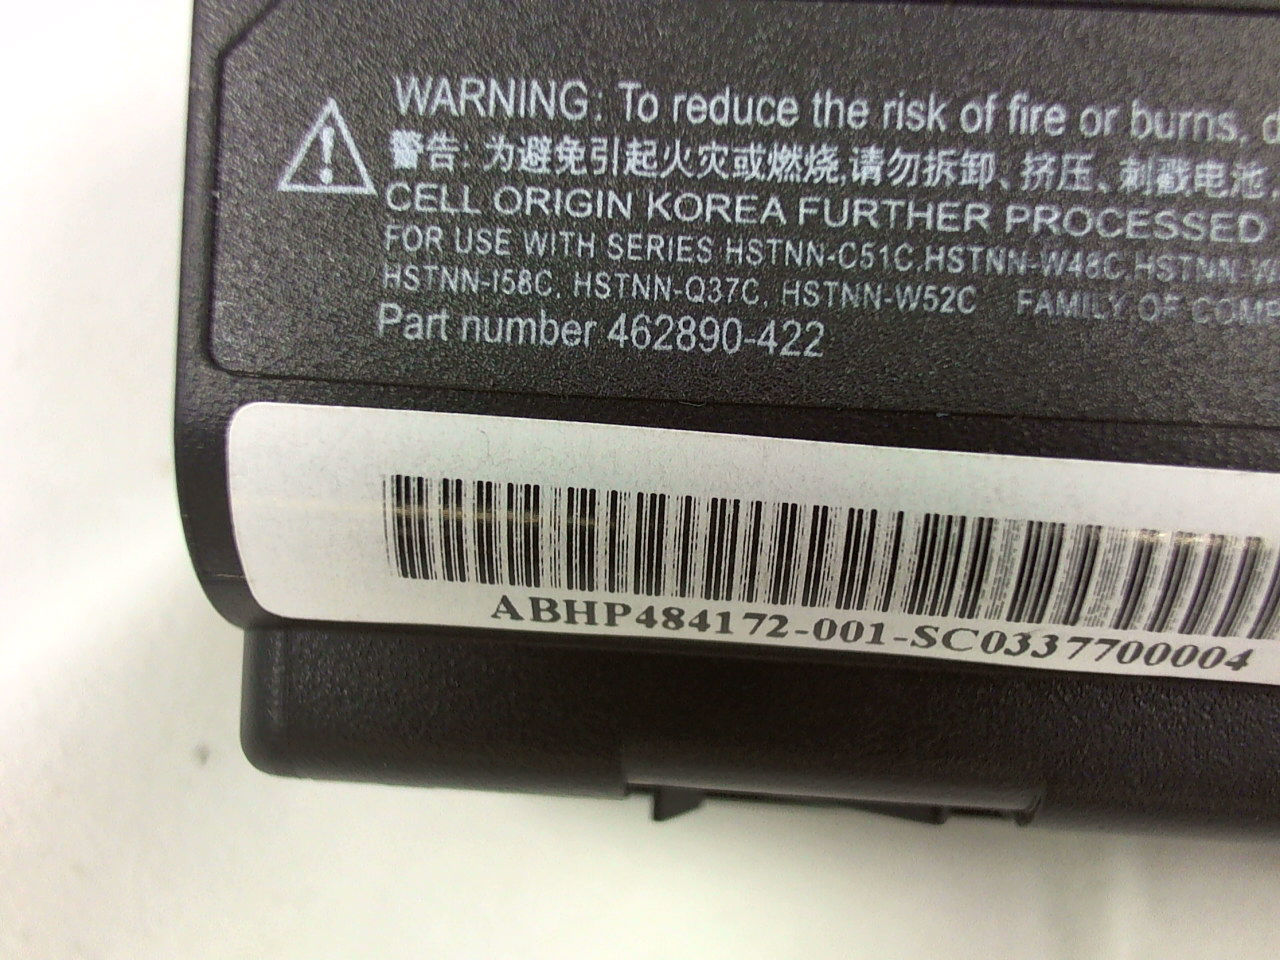 WARNING: To reduce the risk of fire or burns,
警告: 为避免引起火灾或燃烧,请勿拆卸、挤压、刺戳电池,
CELL ORIGIN KOREA FURTHER PROCESSED
FOR USE WITH SERIES HSTNN-C51C,HSTNN-W48C,HSTNN-W
HSTNN-I58C, HSTNN-Q37C, HSTNN-W52C FAMILY OF COMP
Part number 462890-422
ABHP484172-001-SC0337700004